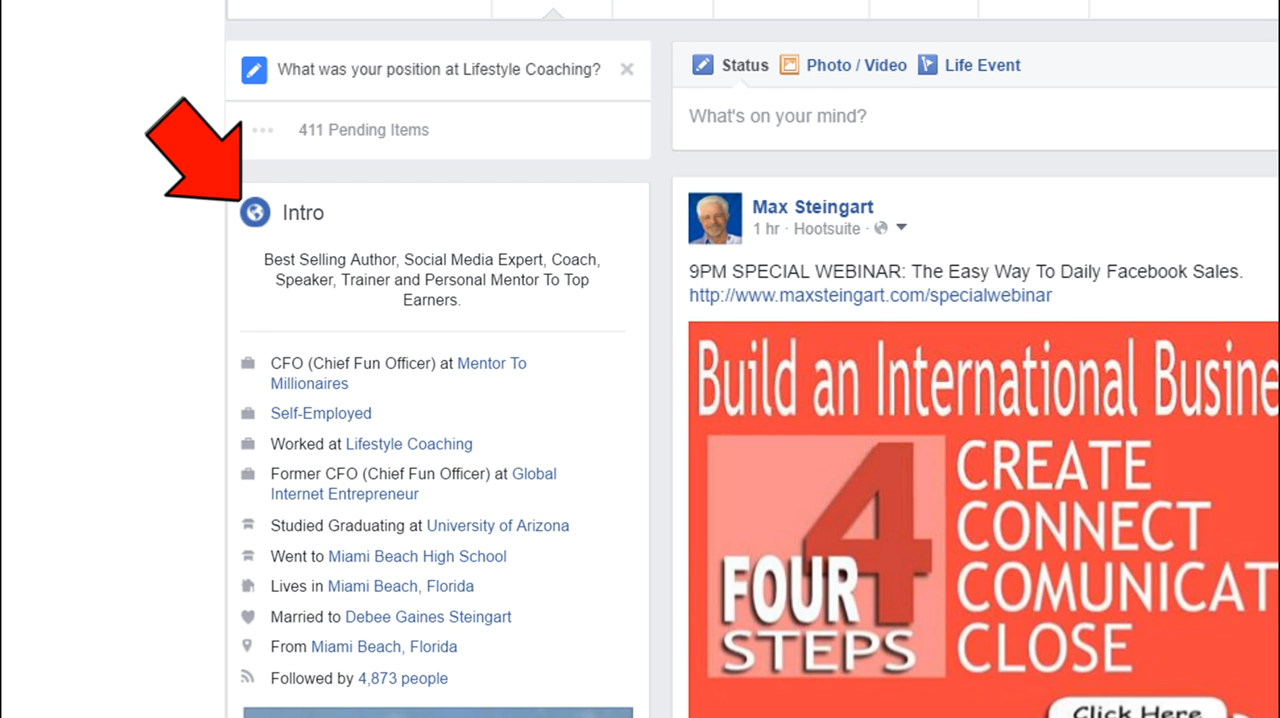 What was your position at Lifestyle Coaching?
411 Pending Items
Intro
Best Selling Author, Social Media Expert, Coach,
Speaker, Trainer and Personal Mentor To Top
Earners.
CFO (Chief Fun Officer) at Mentor To
Millionaires
Self-Employed
Worked at Lifestyle Coaching
Former CFO (Chief Fun Officer) at Global
Internet Entrepreneur
Studied Graduating at University of Arizona
Went to Miami Beach High School
Lives in Miami Beach, Florida
Married to Debee Gaines Steingart
From Miami Beach, Florida
Followed by 4,873 people
Status Photo / Video Life Event
What's on your mind?
Max Steingart
1 hr · Hootsuite ·
9PM SPECIAL WEBINAR: The Easy Way To Daily Facebook Sales.
http://www.maxsteingart.com/specialwebinar
Build an International Busine
4
FOUR
STEPS
CREATE
CONNECT
COMUNICAT
CLOSE
Click Here